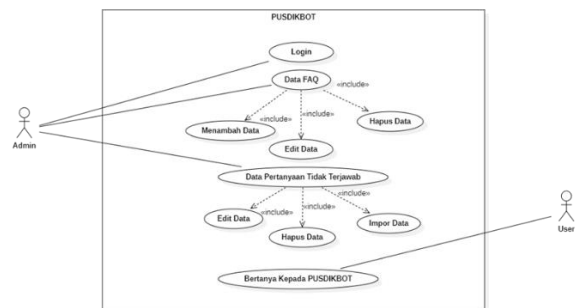 PUSDIKBOT
Login
Data FAQ
«include»
«include»
«include»
Menambah Data
Edit Data
Hapus Data
Admin
Data Pertanyaan Tidak Terjawab
«include»
«include»
«include»
Edit Data
Hapus Data
Impor Data
User
Bertanya Kepada PUSDIKBOT